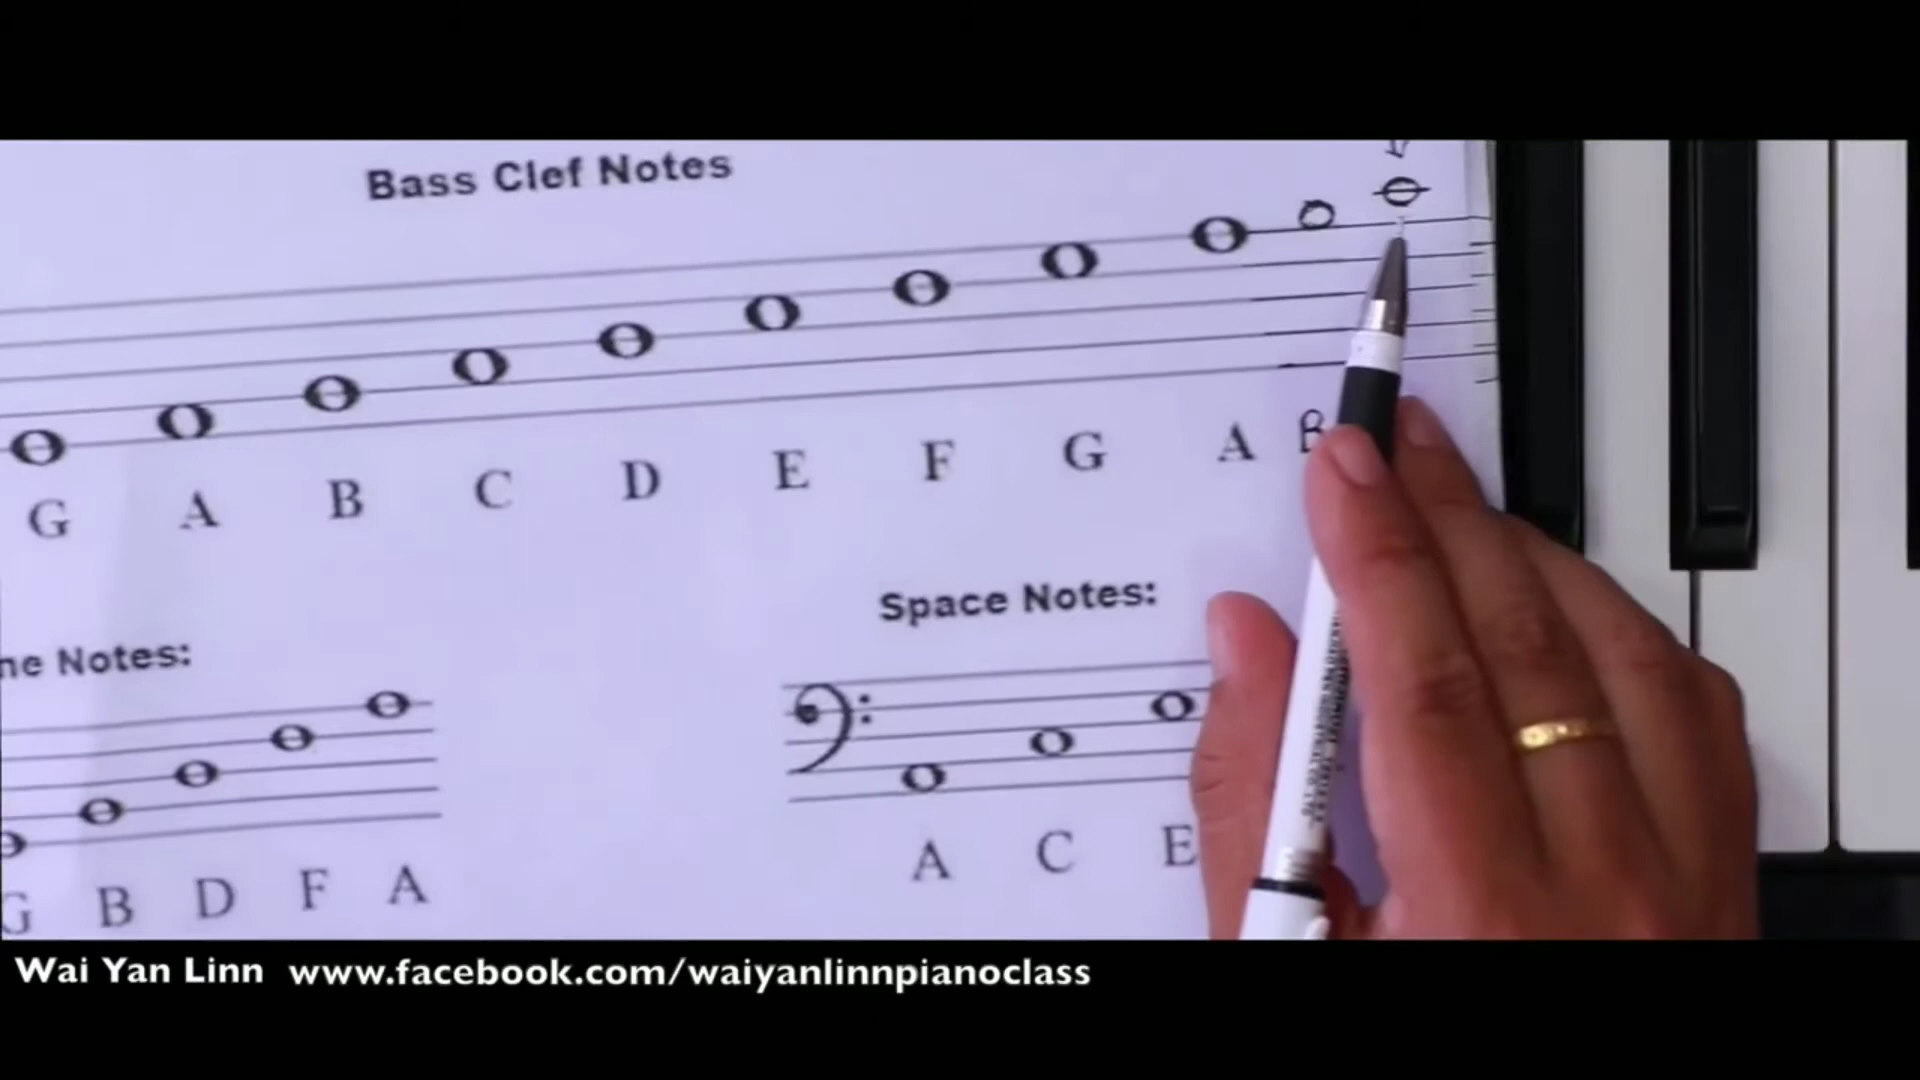 Bass Clef Notes
G A B C D E F G A B
Space Notes:
ne Notes:
A C E
G B D F A
Wai Yan Linn www.facebook.com/waiyanlinnpianoclass